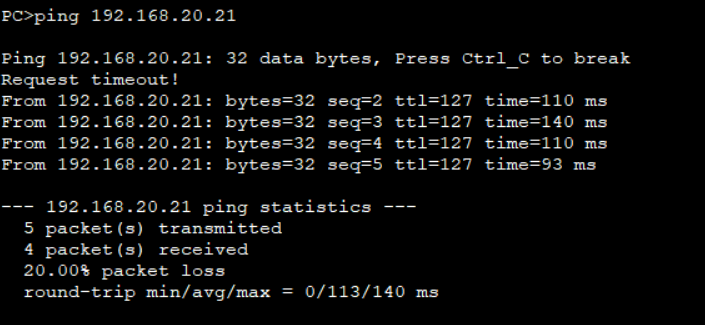 PC>ping 192.168.20.21
Ping 192.168.20.21: 32 data bytes, Press Ctrl_C to break
Request timeout!
From 192.168.20.21: bytes=32 seq=2 ttl=127 time=110 ms
From 192.168.20.21: bytes=32 seq=3 ttl=127 time=140 ms
From 192.168.20.21: bytes=32 seq=4 ttl=127 time=110 ms
From 192.168.20.21: bytes=32 seq=5 ttl=127 time=93 ms
--- 192.168.20.21 ping statistics ---
5 packet(s) transmitted
4 packet(s) received
20.00% packet loss
round-trip min/avg/max = 0/113/140 ms